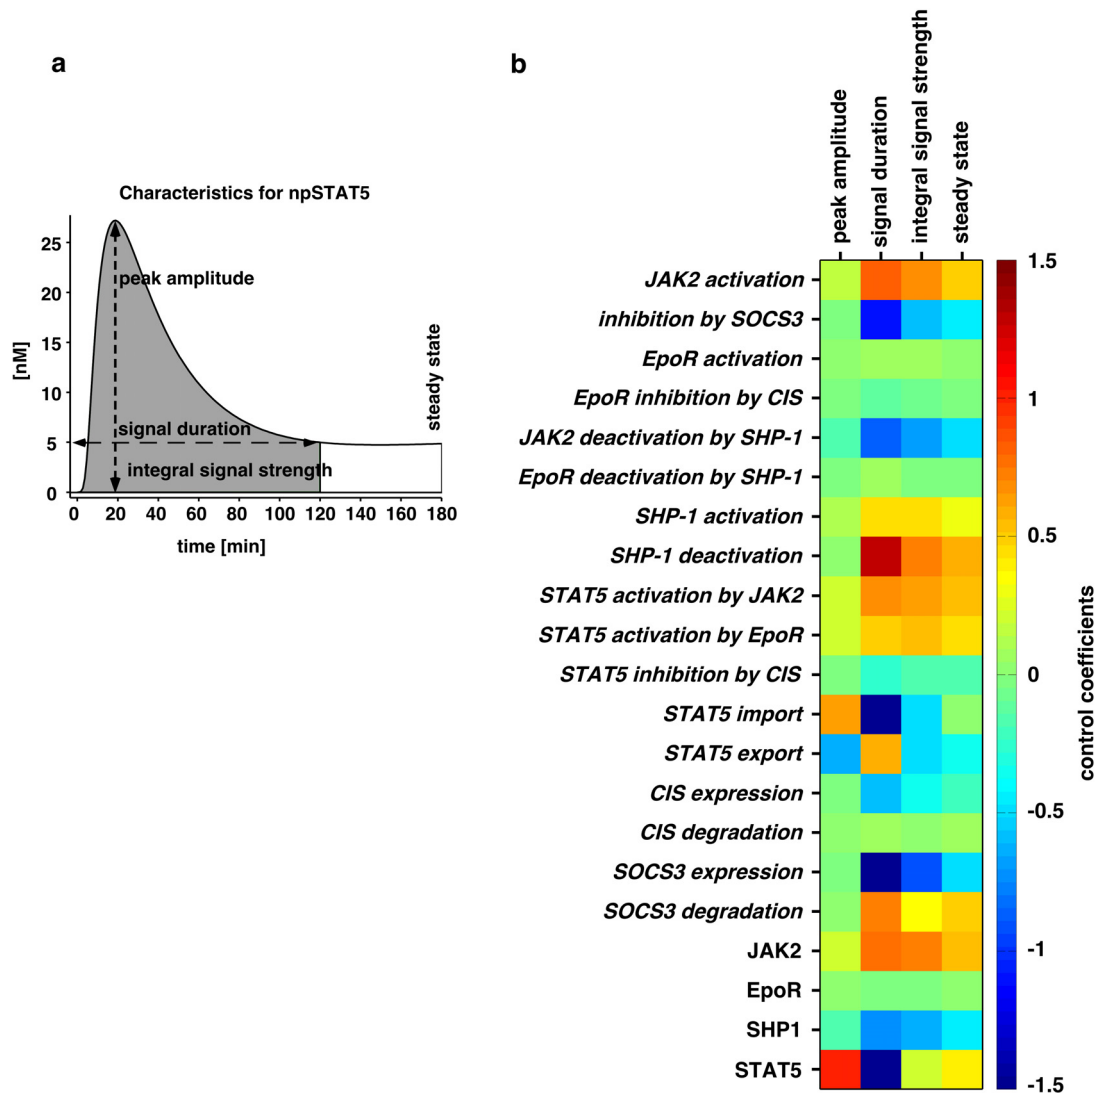 a
Characteristics for npSTAT5
25
20
15
10
5
0
[nM]
peak amplitude
signal duration
integral signal strength
steady state
0 20 40 60 80 100 120 140 160 180
time [min]
b
peak amplitude
signal duration
integral signal strength
steady state
JAK2 activation
inhibition by SOCS3
EpoR activation
EpoR inhibition by CIS
JAK2 deactivation by SHP-1
EpoR deactivation by SHP-1
SHP-1 activation
SHP-1 deactivation
STAT5 activation by JAK2
STAT5 activation by EpoR
STAT5 inhibition by CIS
STAT5 import
STAT5 export
CIS expression
CIS degradation
SOCS3 expression
SOCS3 degradation
JAK2
EpoR
SHP1
STAT5
1.5
1
0.5
0
-0.5
-1
-1.5
control coefficients